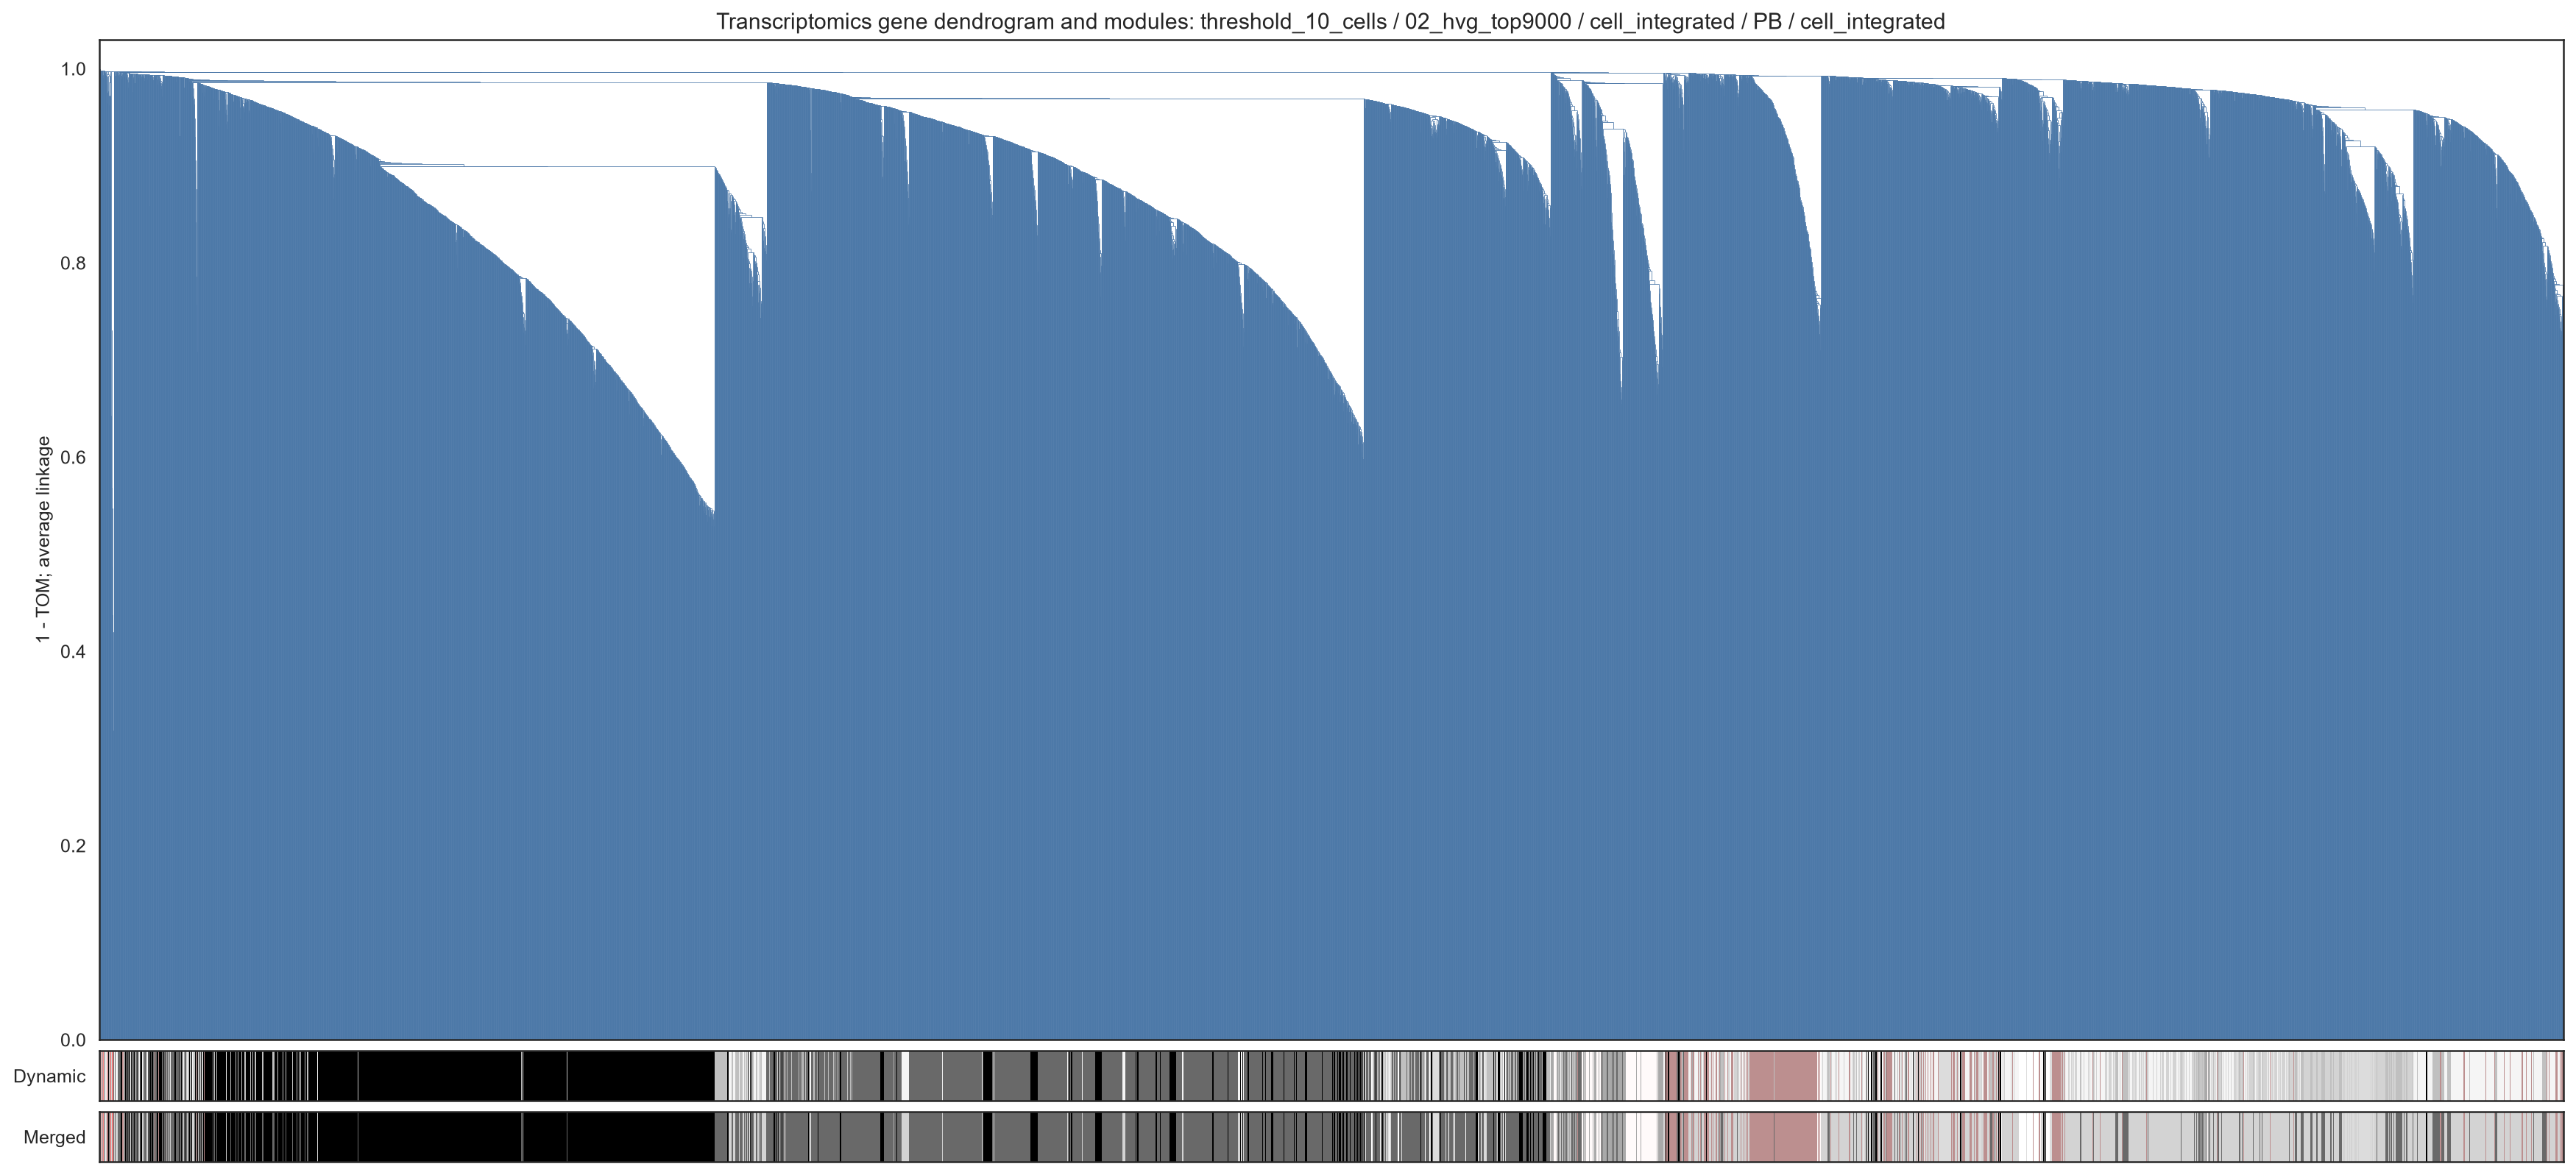 Transcriptomics gene dendrogram and modules: threshold_10_cells / 02_hvg_top9000 / cell_integrated / PB / cell_integrated
1.0
0.8
0.6
0.4
0.2
0.0
1 - TOM; average linkage
Dynamic
Merged